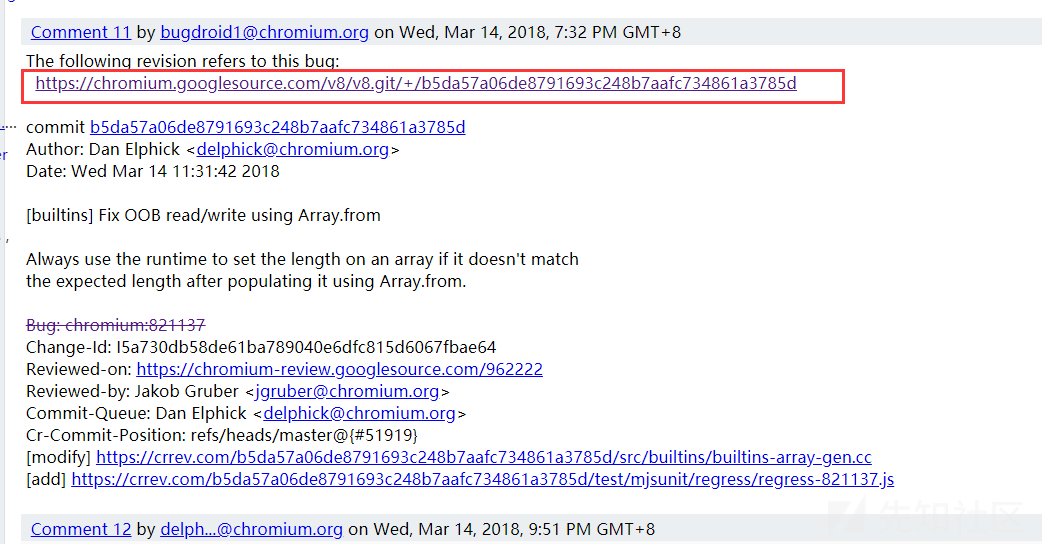 Comment 11 by bugdroid1@chromium.org on Wed, Mar 14, 2018, 7:32 PM GMT+8
The following revision refers to this bug:
https://chromium.googlesource.com/v8/v8.git/+/b5da57a06de8791693c248b7aafc734861a3785d
commit b5da57a06de8791693c248b7aafc734861a3785d
Author: Dan Elphick <delphick@chromium.org>
Date: Wed Mar 14 11:31:42 2018
[builtins] Fix OOB read/write using Array.from
Always use the runtime to set the length on an array if it doesn't match
the expected length after populating it using Array.from.
Bug: chromium:821137
Change-Id: I5a730db58de61ba789040e6dfc815d6067fbae64
Reviewed-on: https://chromium-review.googlesource.com/962222
Reviewed-by: Jakob Gruber <jgruber@chromium.org>
Commit-Queue: Dan Elphick <delphick@chromium.org>
Cr-Commit-Position: refs/heads/master@{#51919}
[modify] https://crrev.com/b5da57a06de8791693c248b7aafc734861a3785d/src/builtins/builtins-array-gen.cc
[add] https://crrev.com/b5da57a06de8791693c248b7aafc734861a3785d/test/mjsunit/regress/regress-821137.js
先知社区
Comment 12 by delph...@chromium.org on Wed, Mar 14, 2018, 9:51 PM GMT+8